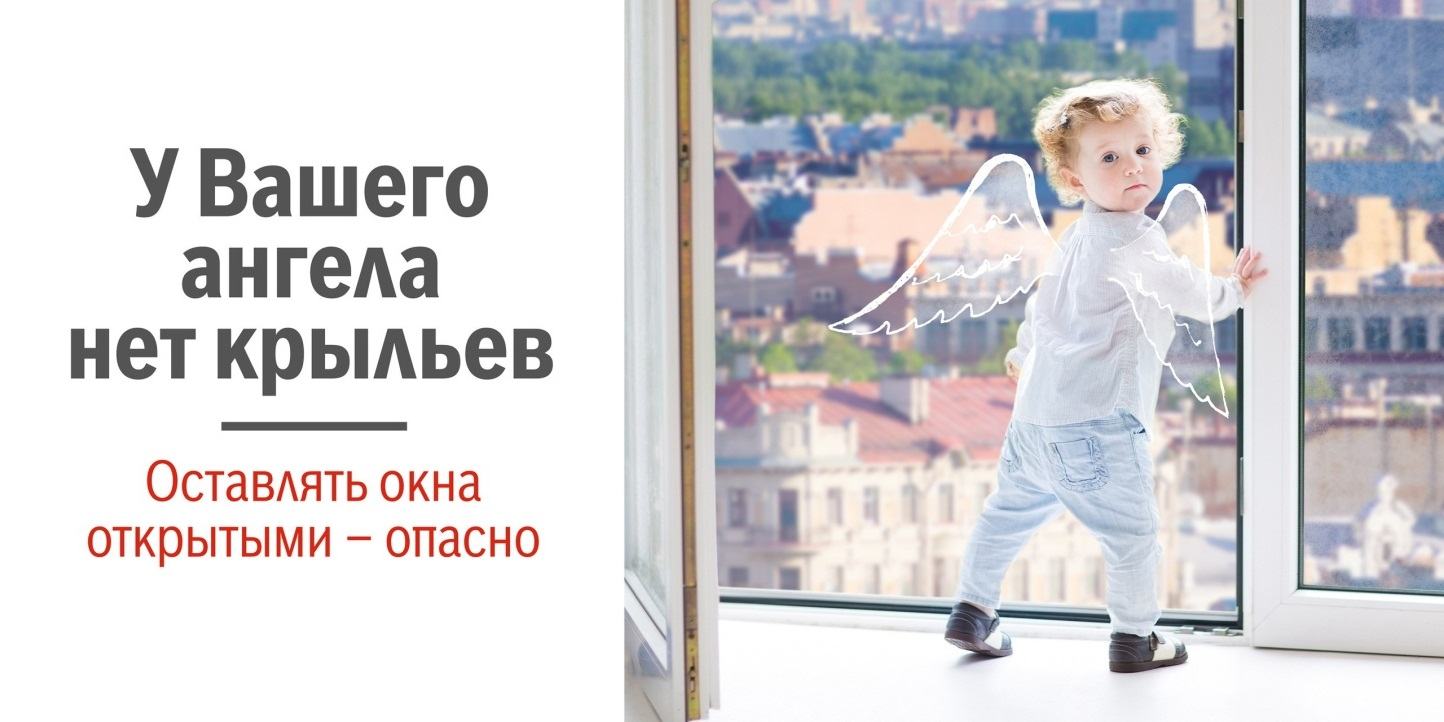 У Вашего
ангела
нет крыльев
Оставлять окна
открытыми – опасно